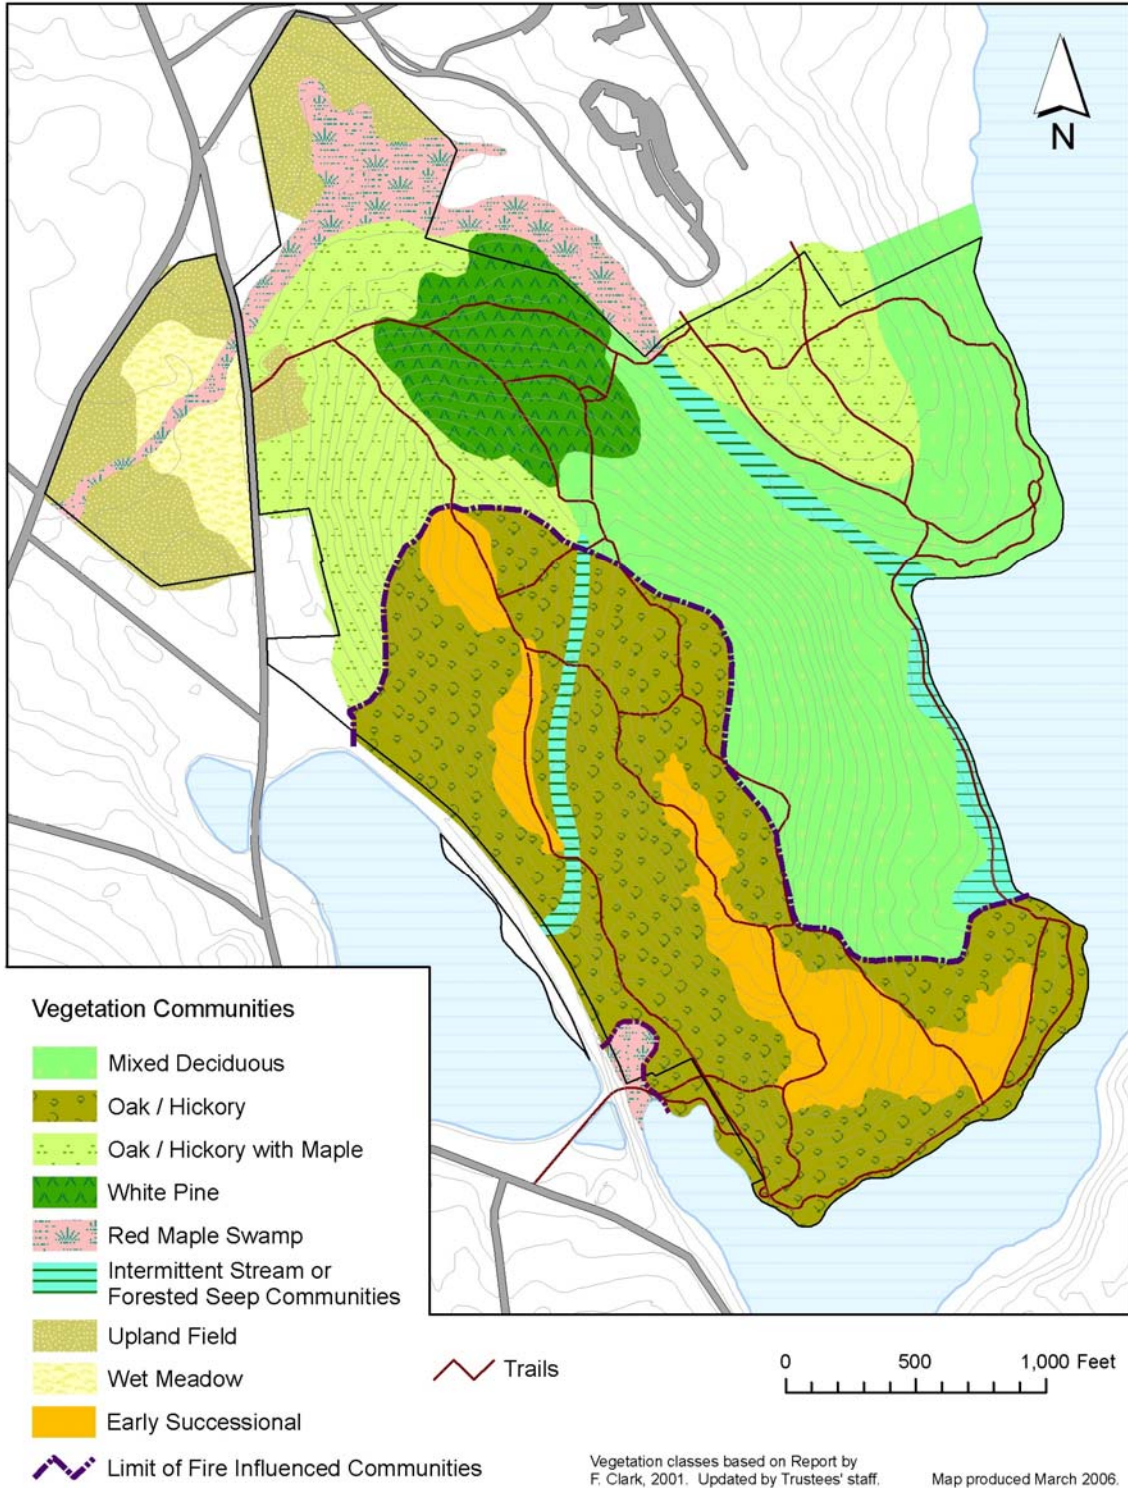 N
Vegetation Communities
Mixed Deciduous
Oak / Hickory
Oak / Hickory with Maple
White Pine
Red Maple Swamp
Intermittent Stream or
Forested Seep Communities
Upland Field
Wet Meadow
Early Successional
Limit of Fire Influenced Communities
Trails
0 500 1,000 Feet
Vegetation classes based on Report by
F. Clark, 2001. Updated by Trustees' staff.
Map produced March 2006.